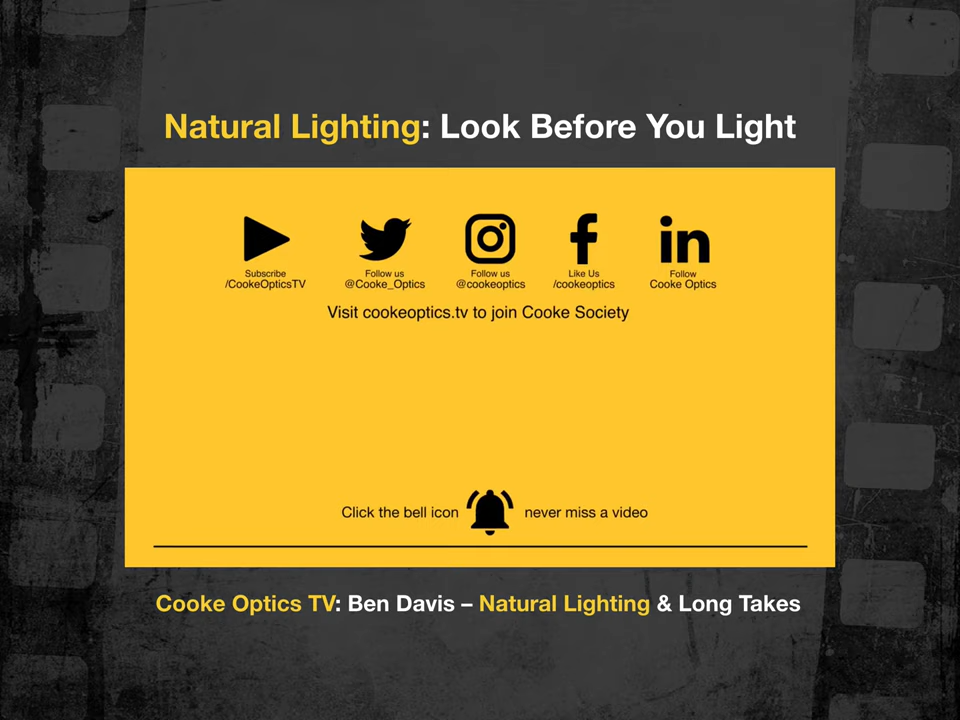 Natural Lighting: Look Before You Light
Subscribe
/CookeOpticsTV
Follow us
@Cooke_Optics
Follow us
@cookeoptics
Like Us
/cookeoptics
Follow
Cooke Optics
Visit cookeoptics.tv to join Cooke Society
Click the bell icon never miss a video
Cooke Optics TV: Ben Davis – Natural Lighting & Long Takes